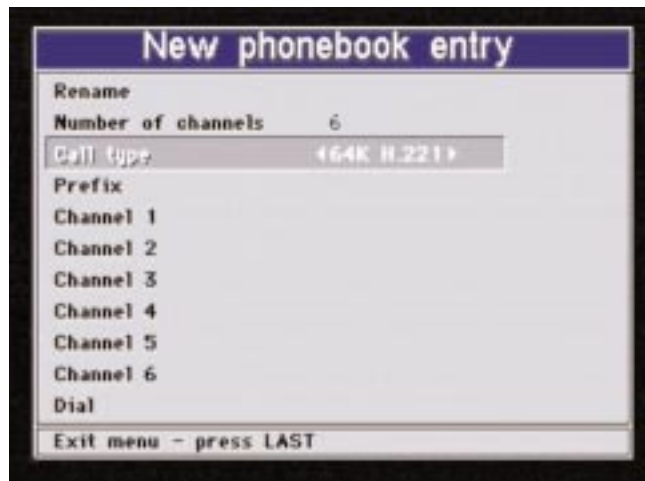 New phonebook entry
Rename
Number of channels 6
Call type ◂64K H.221▸
Prefix
Channel 1
Channel 2
Channel 3
Channel 4
Channel 5
Channel 6
Dial
Exit menu - press LAST